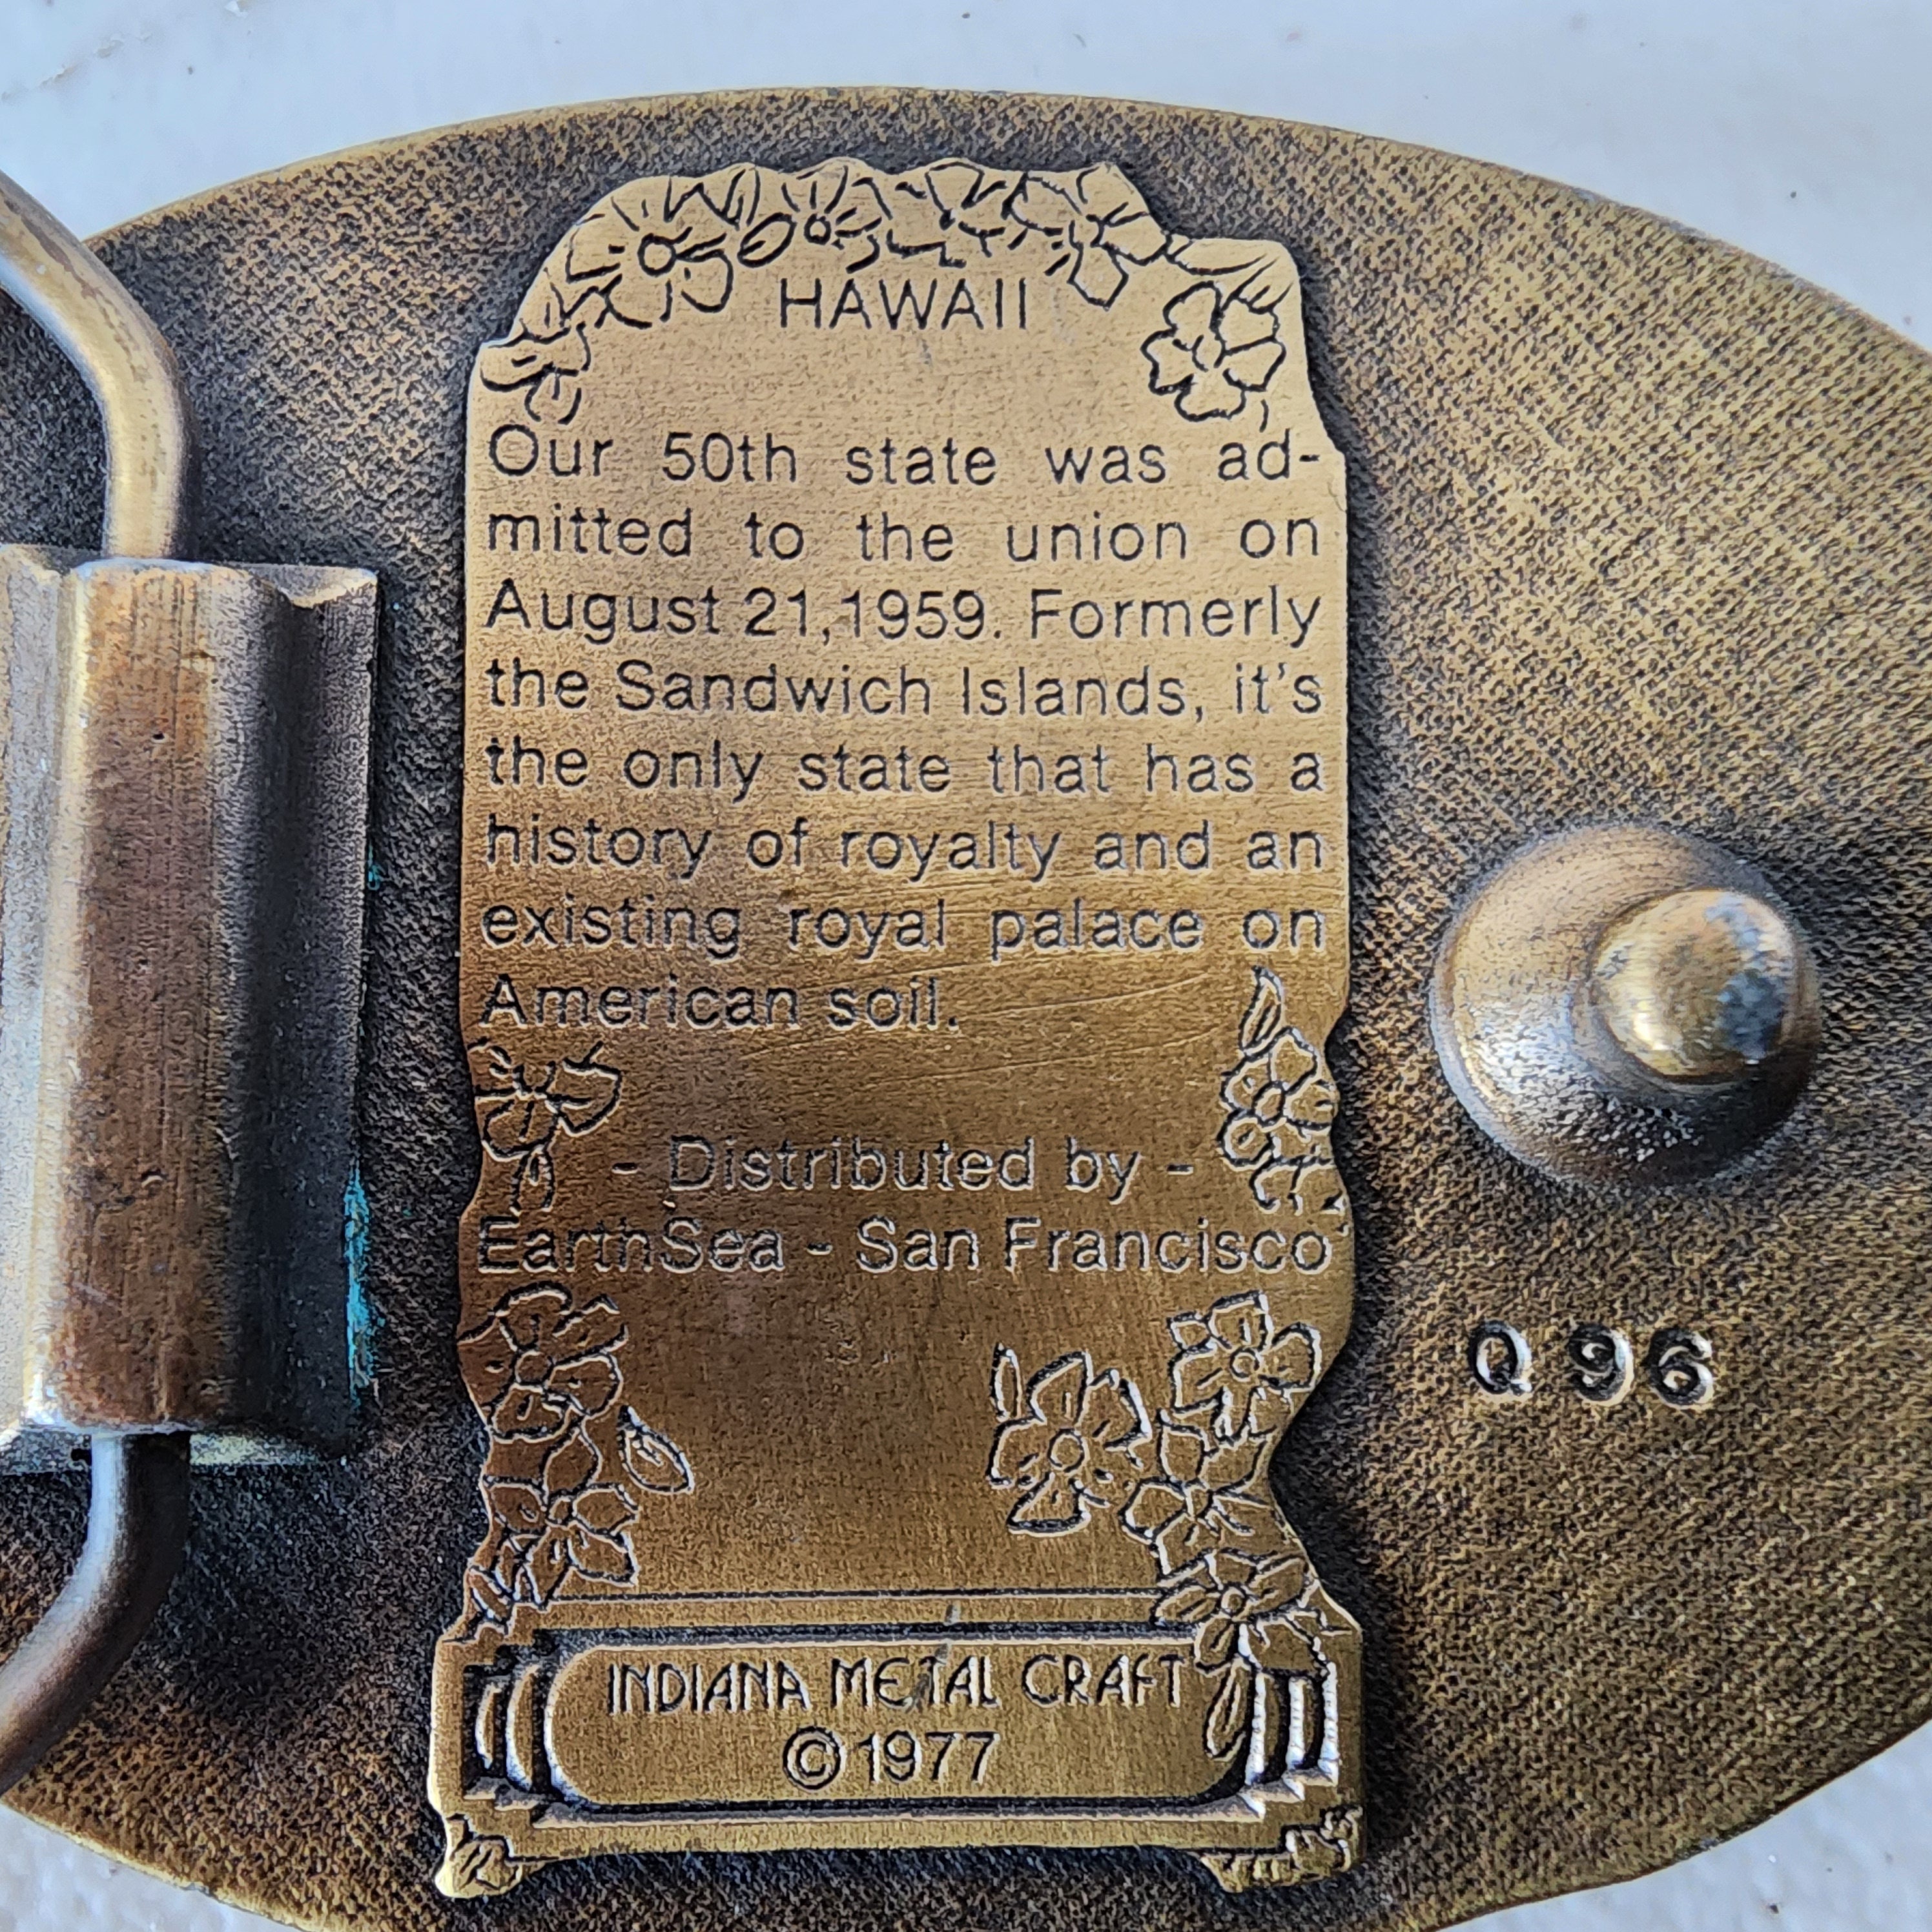 HAWAII
Our 50th state was ad-
mitted to the union on
August 21, 1959. Formerly
the Sandwich Islands, it's
the only state that has a
history of royalty and an
existing royal palace on
American soil.
- Distributed by -
EarthSea - San Francisco
Q 96
INDIANA METAL CRAFT
©1977